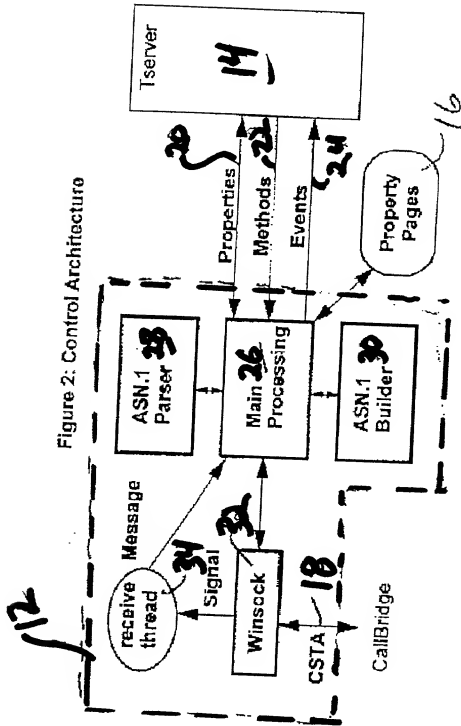 Figure 2: Control Architecture
12
receive
thread
34
Message
Signal
Winsock
32
CSTA
18
CallBridge
ASN.1
Parser
28
Main
Processing
26
ASN.1
Builder
30
Properties
20
Methods
22
Events
24
Tserver
14
Property
Pages
16